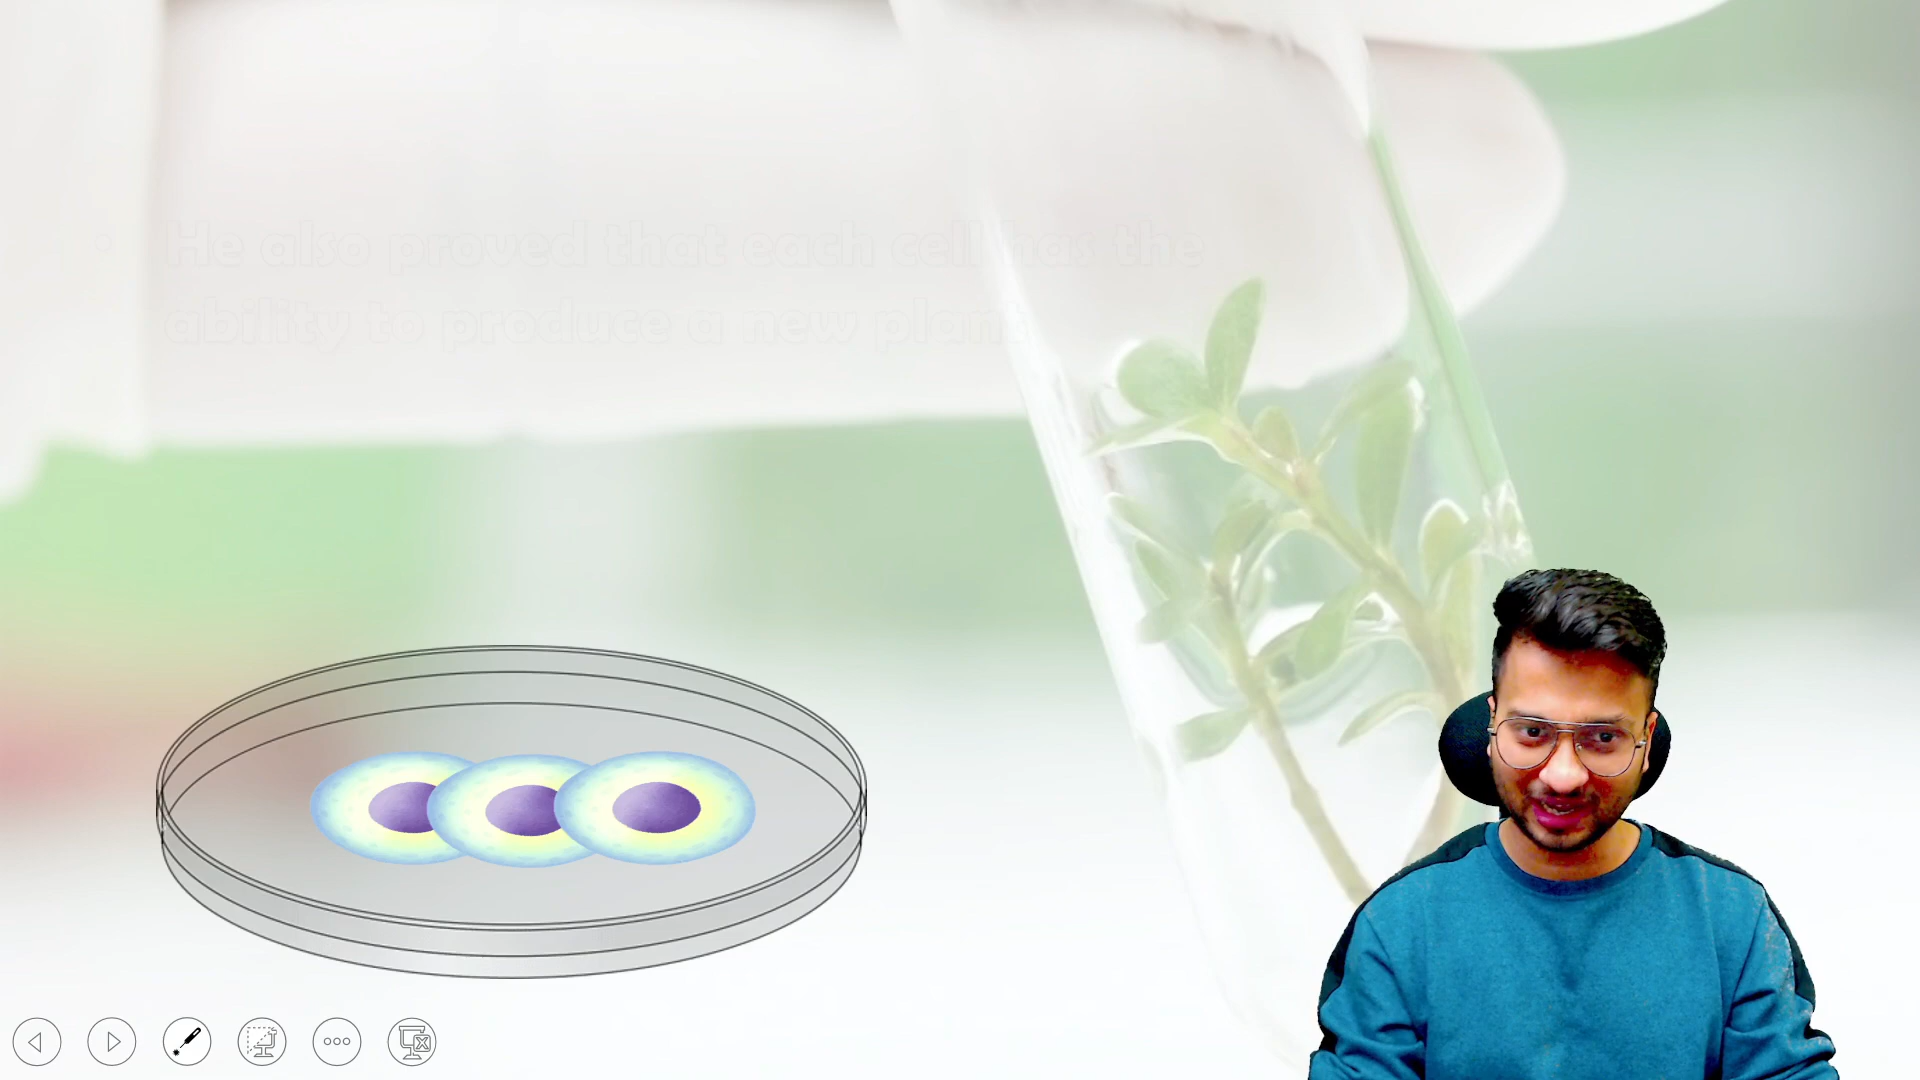 He also proved that each cell has the
ability to produce a new plant